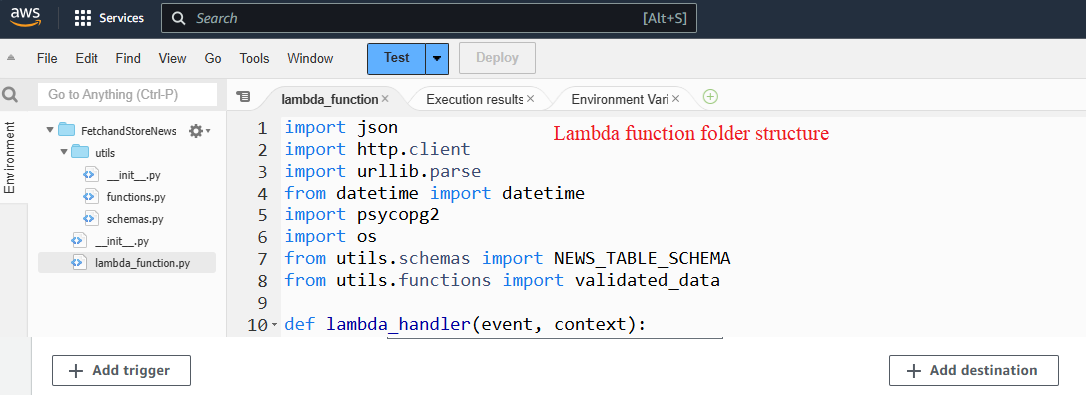 aws Services Search [Alt+S]
File Edit Find View Go Tools Window Test Deploy
Go to Anything (Ctrl-P) lambda_function Execution results Environment Vari
Environment
FetchandStoreNews
utils
__init__.py
functions.py
schemas.py
__init__.py
lambda_function.py
Lambda function folder structure
1 import json
2 import http.client
3 import urllib.parse
4 from datetime import datetime
5 import psycopg2
6 import os
7 from utils.schemas import NEWS_TABLE_SCHEMA
8 from utils.functions import validated_data
9
10 def lambda_handler(event, context):
+ Add trigger + Add destination